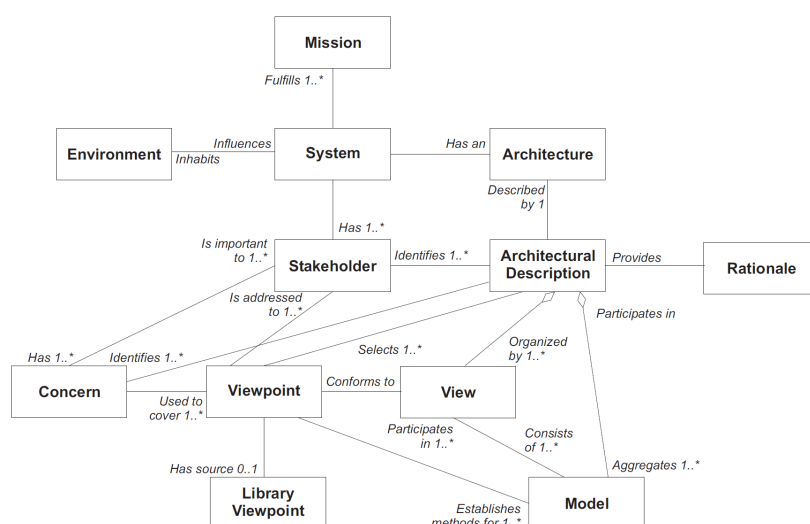 Mission
Fulfills 1..*
Environment
Influences
Inhabits
System
Has an
Architecture
Described
by 1
Has 1..*
Is important
to 1..*
Stakeholder
Identifies 1..*
Architectural
Description
Provides
Rationale
Is addressed
to 1..*
Participates in
Organized
by 1..*
Selects 1..*
Has 1..*
Identifies 1..*
Concern
Used to
cover 1..*
Viewpoint
Conforms to
View
Participates
in 1..*
Consists
of 1..*
Has source 0..1
Aggregates 1..*
Library
Viewpoint
Establishes
methods for 1..*
Model